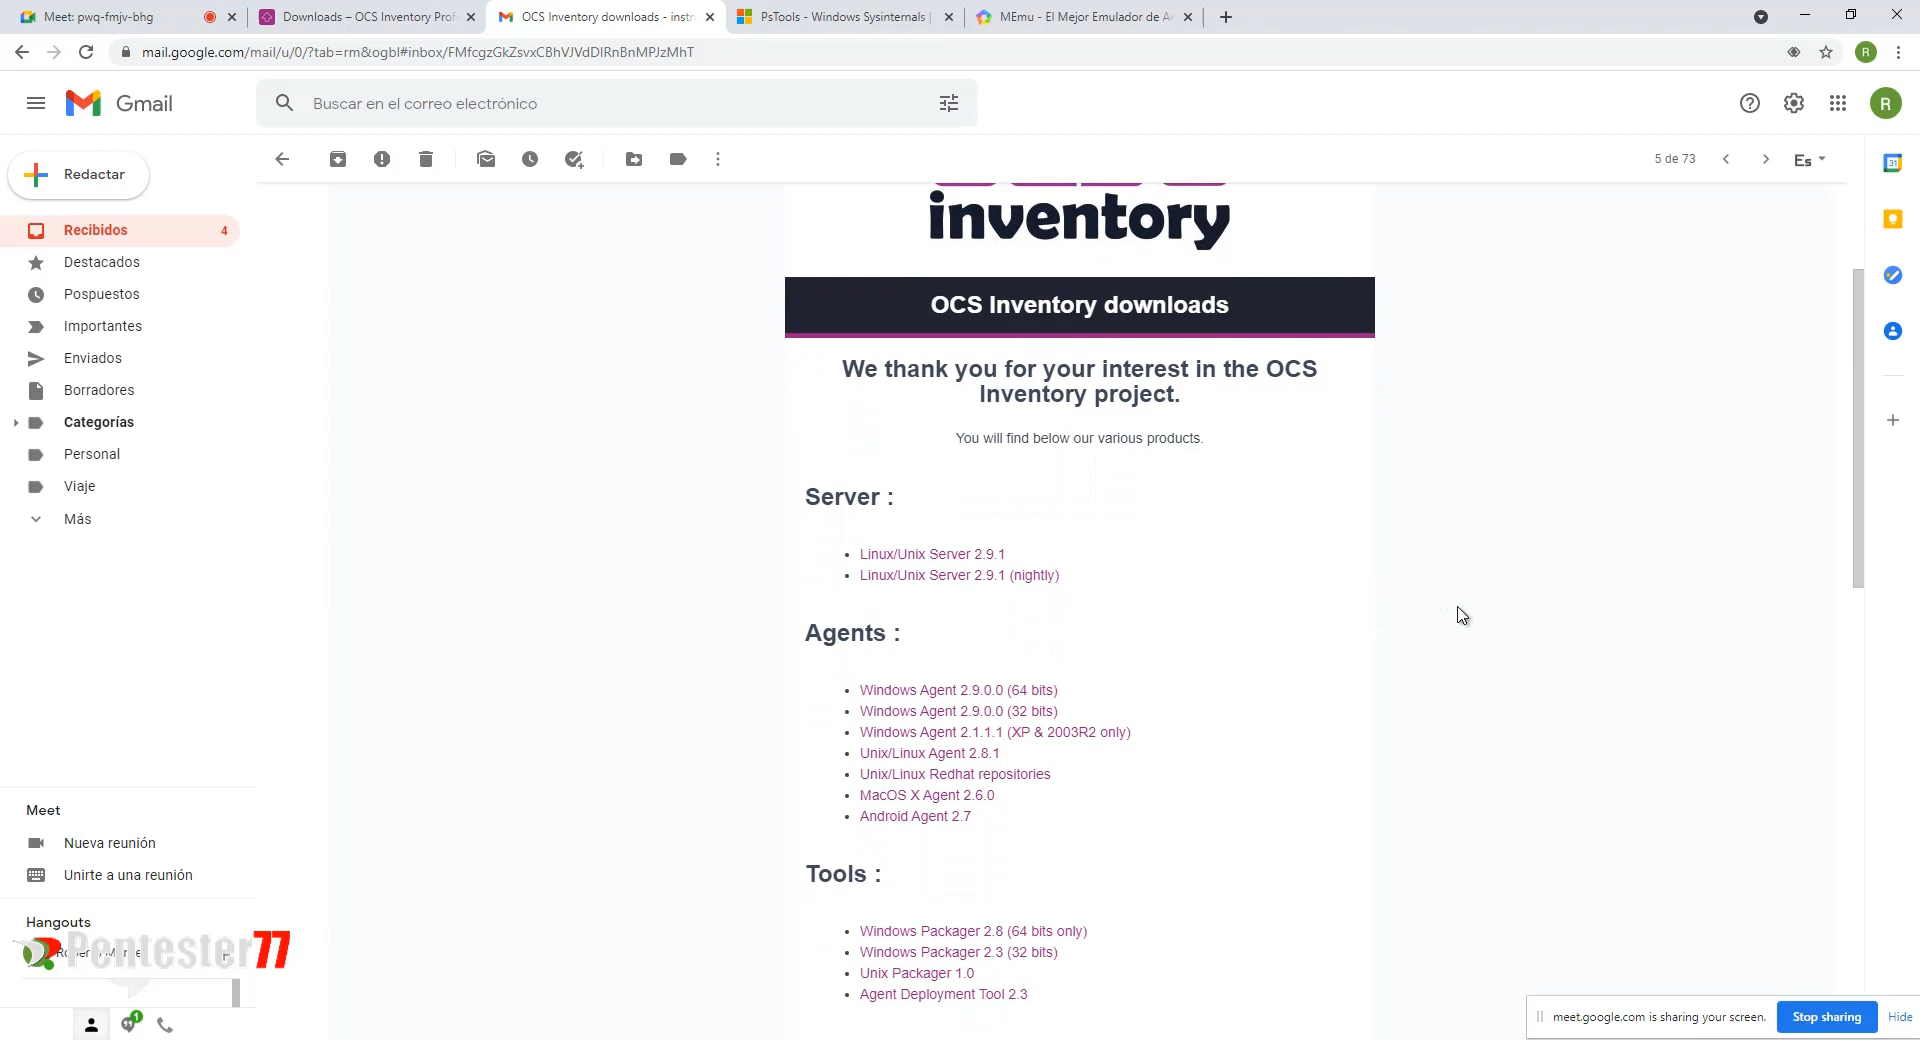 Meet: pwq-fmjv-bhg
Downloads – OCS Inventory Prof
OCS Inventory downloads - instr
PsTools - Windows Sysinternals |
MEmu - El Mejor Emulador de A
mail.google.com/mail/u/0/?tab=rm&ogbl#inbox/FMfcgzGkZsvxCBhVJVdDlRnBnMPJzMhT
R
Gmail
Buscar en el correo electrónico
R
Redactar
5 de 73
Es
31
Recibidos 4
Destacados
Pospuestos
Importantes
Enviados
Borradores
Categorías
Personal
Viaje
Más
inventory
OCS Inventory downloads
We thank you for your interest in the OCS
Inventory project.
You will find below our various products.
Server :
• Linux/Unix Server 2.9.1
• Linux/Unix Server 2.9.1 (nightly)
Agents :
• Windows Agent 2.9.0.0 (64 bits)
• Windows Agent 2.9.0.0 (32 bits)
• Windows Agent 2.1.1.1 (XP & 2003R2 only)
• Unix/Linux Agent 2.8.1
• Unix/Linux Redhat repositories
• MacOS X Agent 2.6.0
• Android Agent 2.7
Tools :
• Windows Packager 2.8 (64 bits only)
• Windows Packager 2.3 (32 bits)
• Unix Packager 1.0
• Agent Deployment Tool 2.3
Meet
Nueva reunión
Unirte a una reunión
Hangouts
Pentester77
1
meet.google.com is sharing your screen.
Stop sharing
Hide